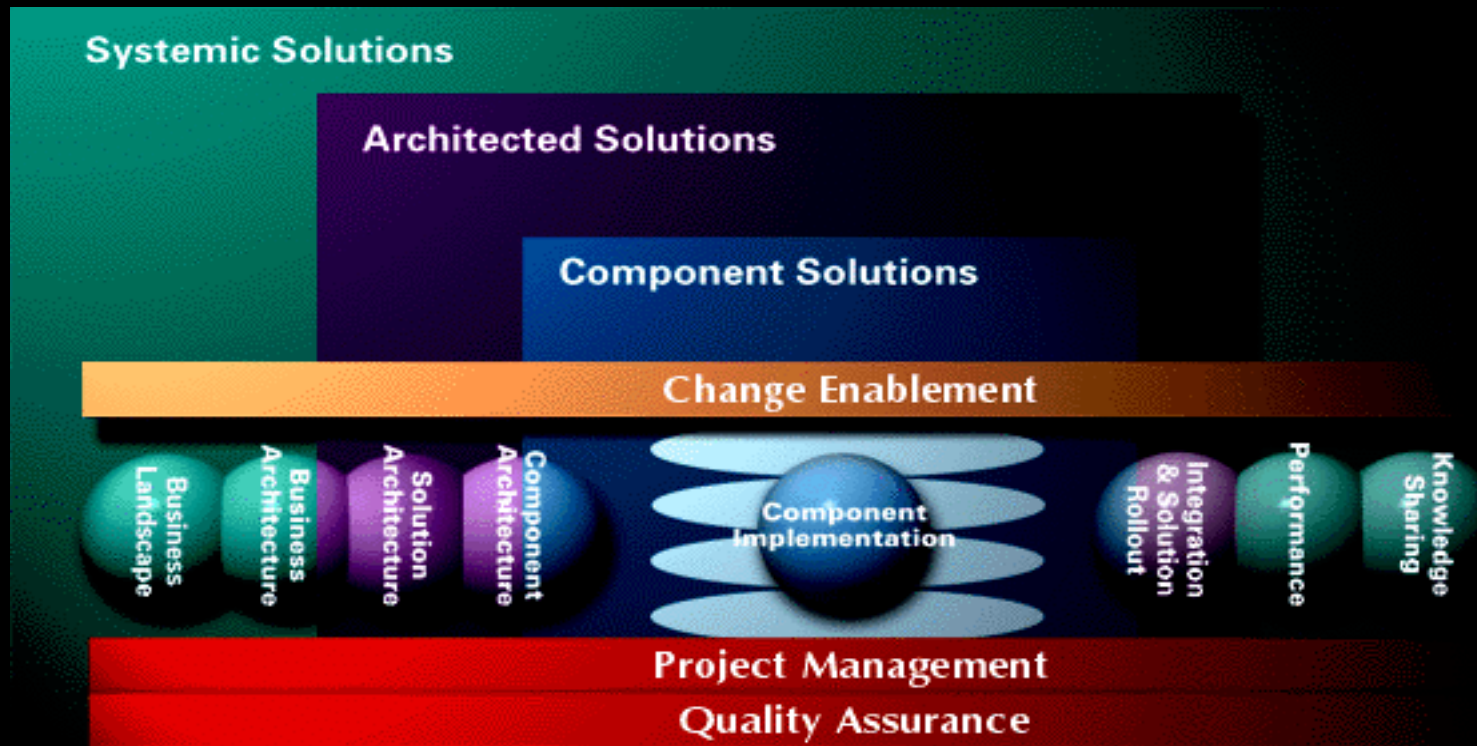 Systemic Solutions
Architected Solutions
Component Solutions
Change Enablement
Business
Landscape
Business
Architecture
Solution
Architecture
Component
Architecture
Component
Implementation
Integration
& Solution
Rollout
Performance
Knowledge
Sharing
Project Management
Quality Assurance